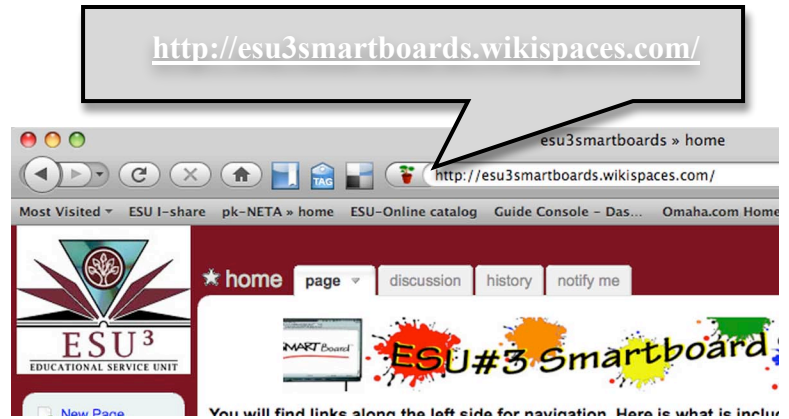 http://esu3smartboards.wikispaces.com/
esu3smartboards » home
TAG
http://esu3smartboards.wikispaces.com/
Most Visited ESU I-share pk-NETA » home ESU-Online catalog Guide Console - Das... Omaha.com Home
home page discussion history notify me
ESU3
EDUCATIONAL SERVICE UNIT
SMART Board
ESU#3 Smartboard
New Page
You will find links along the left side for navigation. Here is what is inclu